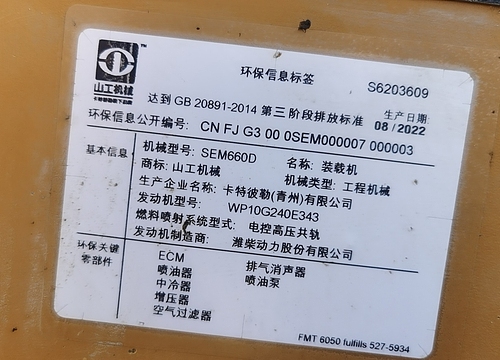 山工机械
卡特彼勒旗下品牌
环保信息标签
S6203609
达到 GB 20891-2014 第三阶段排放标准
生产日期:
08 / 2022
环保信息公开编号: CN FJ G3 00 0SEM000007 000003
基本信息
机械型号: SEM660D
名称: 装载机
商标: 山工机械
机械类型: 工程机械
生产企业名称: 卡特彼勒(青州)有限公司
发动机型号: WP10G240E343
燃料喷射系统型式: 电控高压共轨
发动机制造商: 潍柴动力股份有限公司
环保关键
零部件
ECM
排气消声器
喷油器
喷油泵
中冷器
增压器
空气过滤器
FMT 6050 fulfills 527-5934